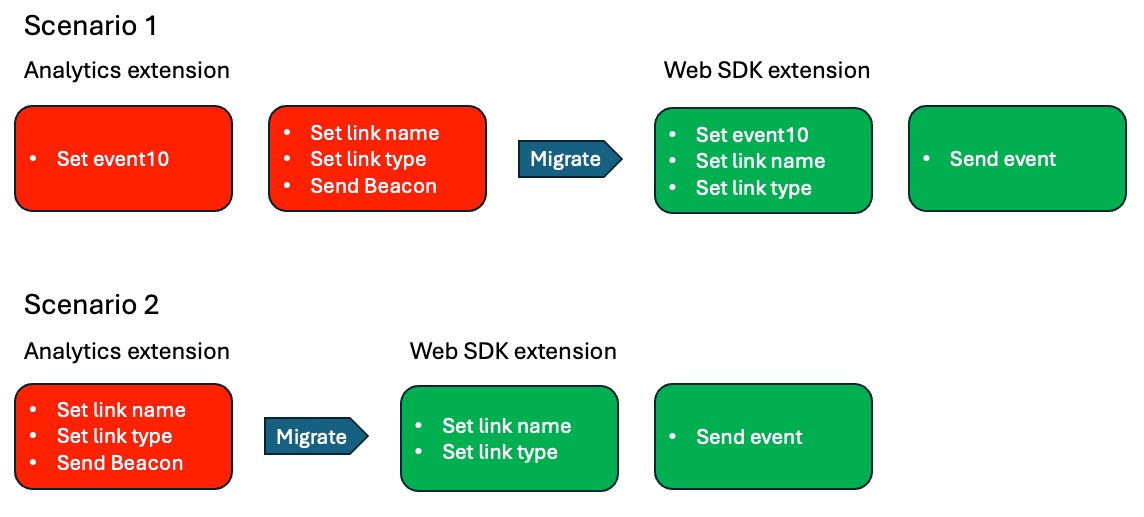 Scenario 1
Analytics extension
Web SDK extension
• Set event10
• Set link name
• Set link type
• Send Beacon
Migrate
• Set event10
• Set link name
• Set link type
• Send event
Scenario 2
Analytics extension
Web SDK extension
• Set link name
• Set link type
• Send Beacon
Migrate
• Set link name
• Set link type
• Send event